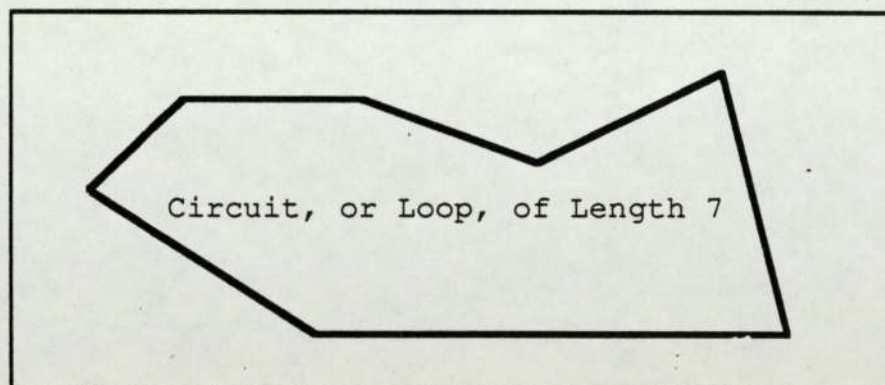 Circuit, or Loop, of Length 7